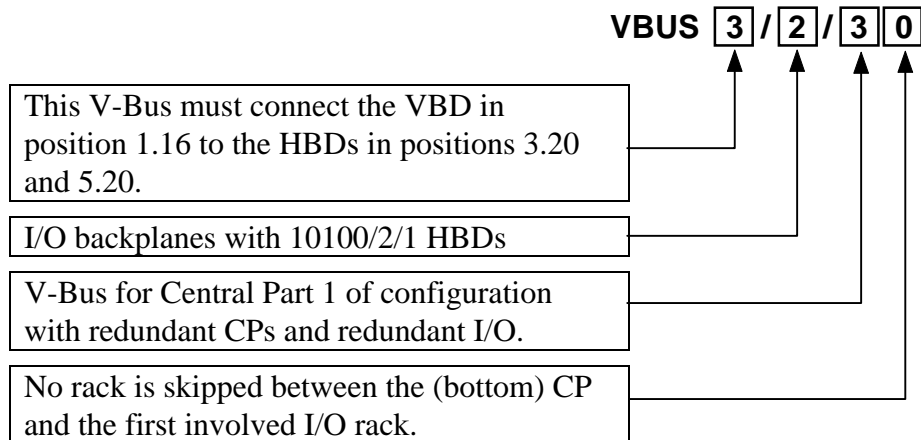 VBUS 3 / 2 / 3 0
This V-Bus must connect the VBD in
position 1.16 to the HBDs in positions 3.20
and 5.20.
I/O backplanes with 10100/2/1 HBDs
V-Bus for Central Part 1 of configuration
with redundant CPs and redundant I/O.
No rack is skipped between the (bottom) CP
and the first involved I/O rack.